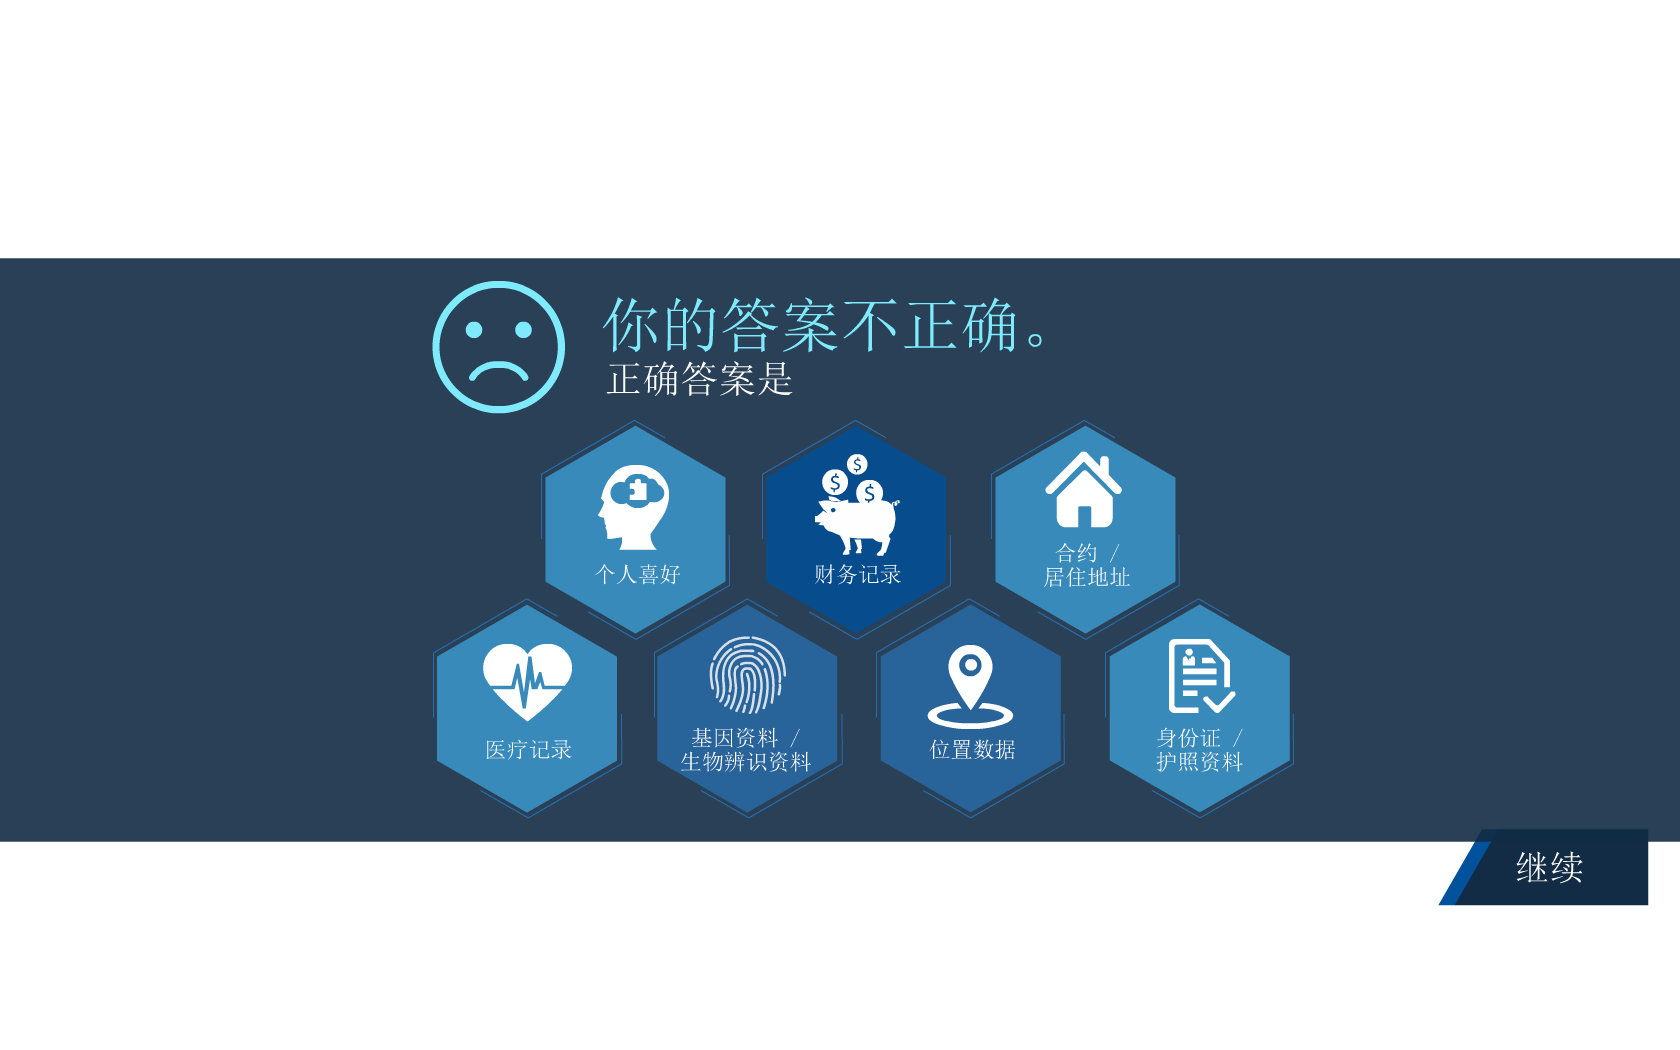 你的答案不正确。
正确答案是
$
$
$
个人喜好
财务记录
合约 /
居住地址
医疗记录
基因资料 /
生物辨识资料
位置数据
身份证 /
护照资料
继续